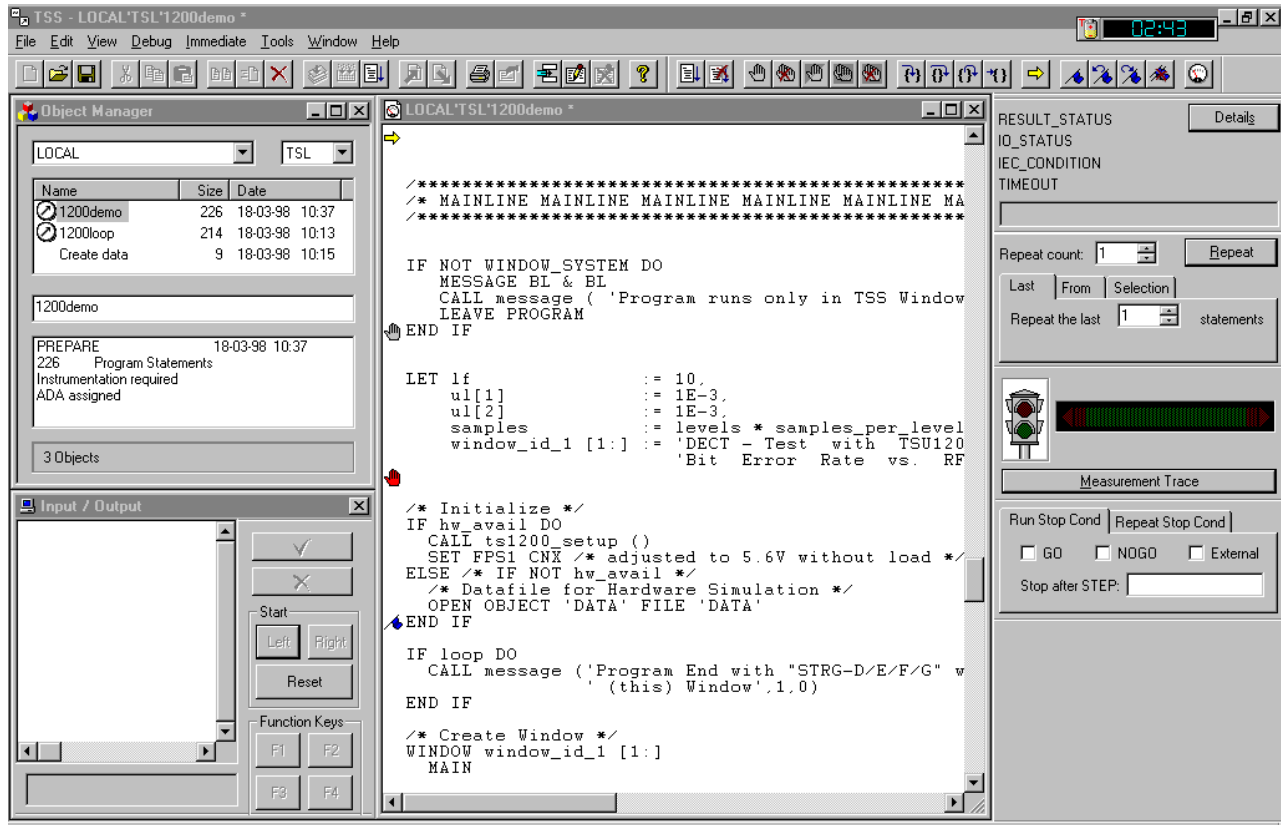 TSS - LOCAL'TSL'1200demo *
02:43
File Edit View Debug Immediate Tools Window Help
Object Manager
LOCAL
TSL
Name Size Date
1200demo 226 18-03-98 10:37
1200loop 214 18-03-98 10:13
Create data 9 18-03-98 10:15
1200demo
PREPARE 18-03-98 10:37
226 Program Statements
Instrumentation required
ADA assigned
3 Objects
Input / Output
Start
Left Right
Reset
Function Keys
F1 F2
F3 F4
LOCAL'TSL'1200demo *
/*************************************************
/* MAINLINE MAINLINE MAINLINE MAINLINE MAINLINE MA
/*************************************************
IF NOT WINDOW_SYSTEM DO
MESSAGE BL & BL
CALL message ( 'Program runs only in TSS Window
LEAVE PROGRAM
END IF
LET lf := 10,
ul[1] := 1E-3,
ul[2] := 1E-3,
samples := levels * samples_per_level
window_id_1 [1:] := 'DECT - Test with TSU120
'Bit Error Rate vs. RF
/* Initialize */
IF hw_avail DO
CALL ts1200_setup ()
SET FPS1 CNX /* adjusted to 5.6V without load */
ELSE /* IF NOT hw_avail */
/* Datafile for Hardware Simulation */
OPEN OBJECT 'DATA' FILE 'DATA'
END IF
IF loop DO
CALL message ('Program End with "STRG-D/E/F/G" w
' (this) Window',1,0)
END IF
/* Create Window */
WINDOW window_id_1 [1:]
MAIN
RESULT_STATUS
Details
IO_STATUS
IEC_CONDITION
TIMEOUT
Repeat count: 1 Repeat
Last From Selection
Repeat the last 1 statements
Measurement Trace
Run Stop Cond Repeat Stop Cond
GO NOGO External
Stop after STEP: